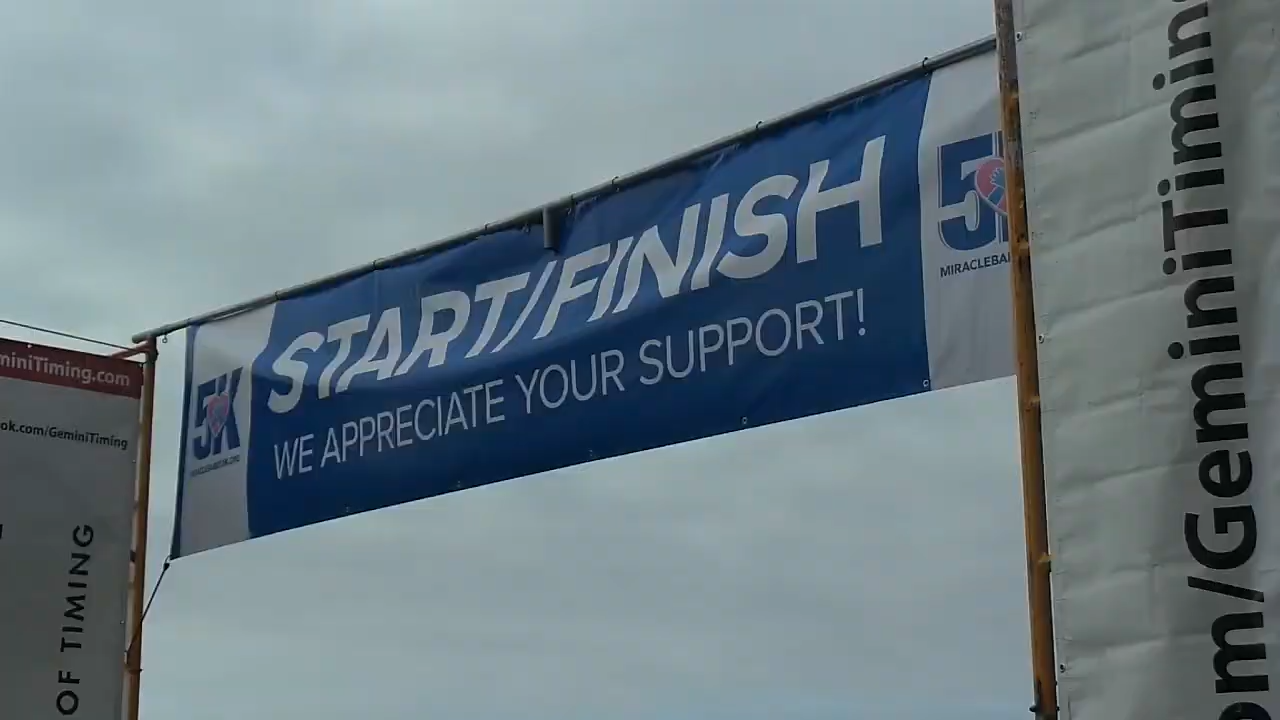 START/FINISH
WE APPRECIATE YOUR SUPPORT!
5K
5K
MIRACLEBA
miniTiming.com
ok.com/GeminiTiming
OF TIMING
om/GeminiTimin